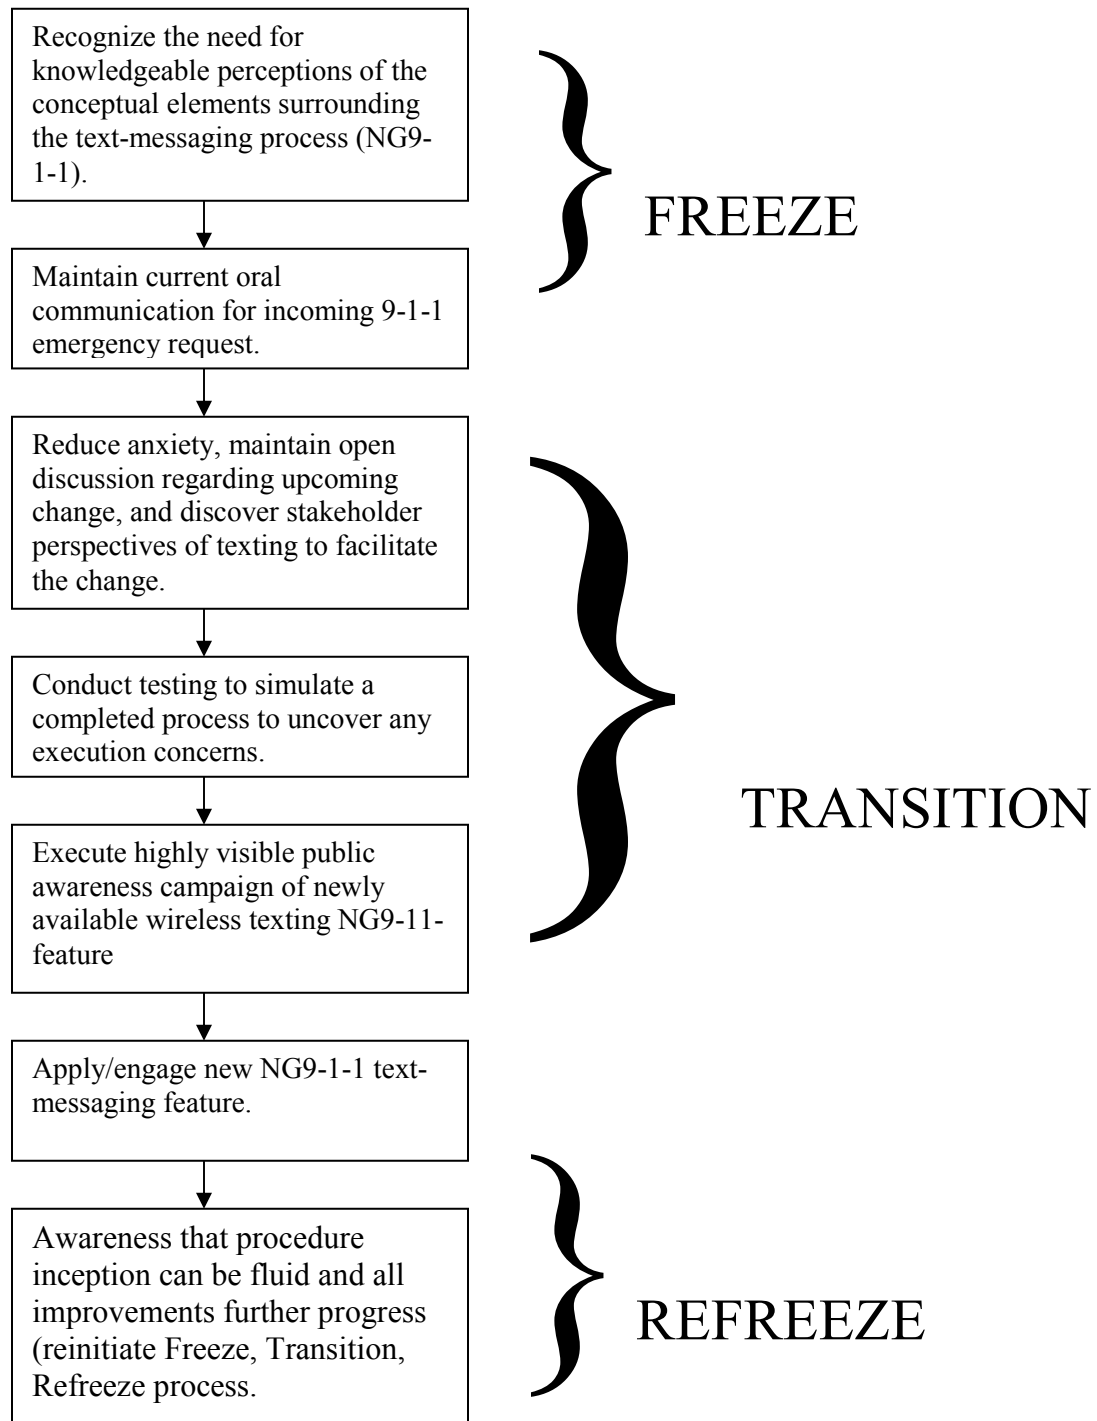 Recognize the need for
knowledgeable perceptions of the
conceptual elements surrounding
the text-messaging process (NG9-
1-1).
FREEZE
Maintain current oral
communication for incoming 9-1-1
emergency request.
Reduce anxiety, maintain open
discussion regarding upcoming
change, and discover stakeholder
perspectives of texting to facilitate
the change.
Conduct testing to simulate a
completed process to uncover any
execution concerns.
TRANSITION
Execute highly visible public
awareness campaign of newly
available wireless texting NG9-11-
feature
Apply/engage new NG9-1-1 text-
messaging feature.
Awareness that procedure
inception can be fluid and all
improvements further progress
(reinitiate Freeze, Transition,
Refreeze process.
REFREEZE